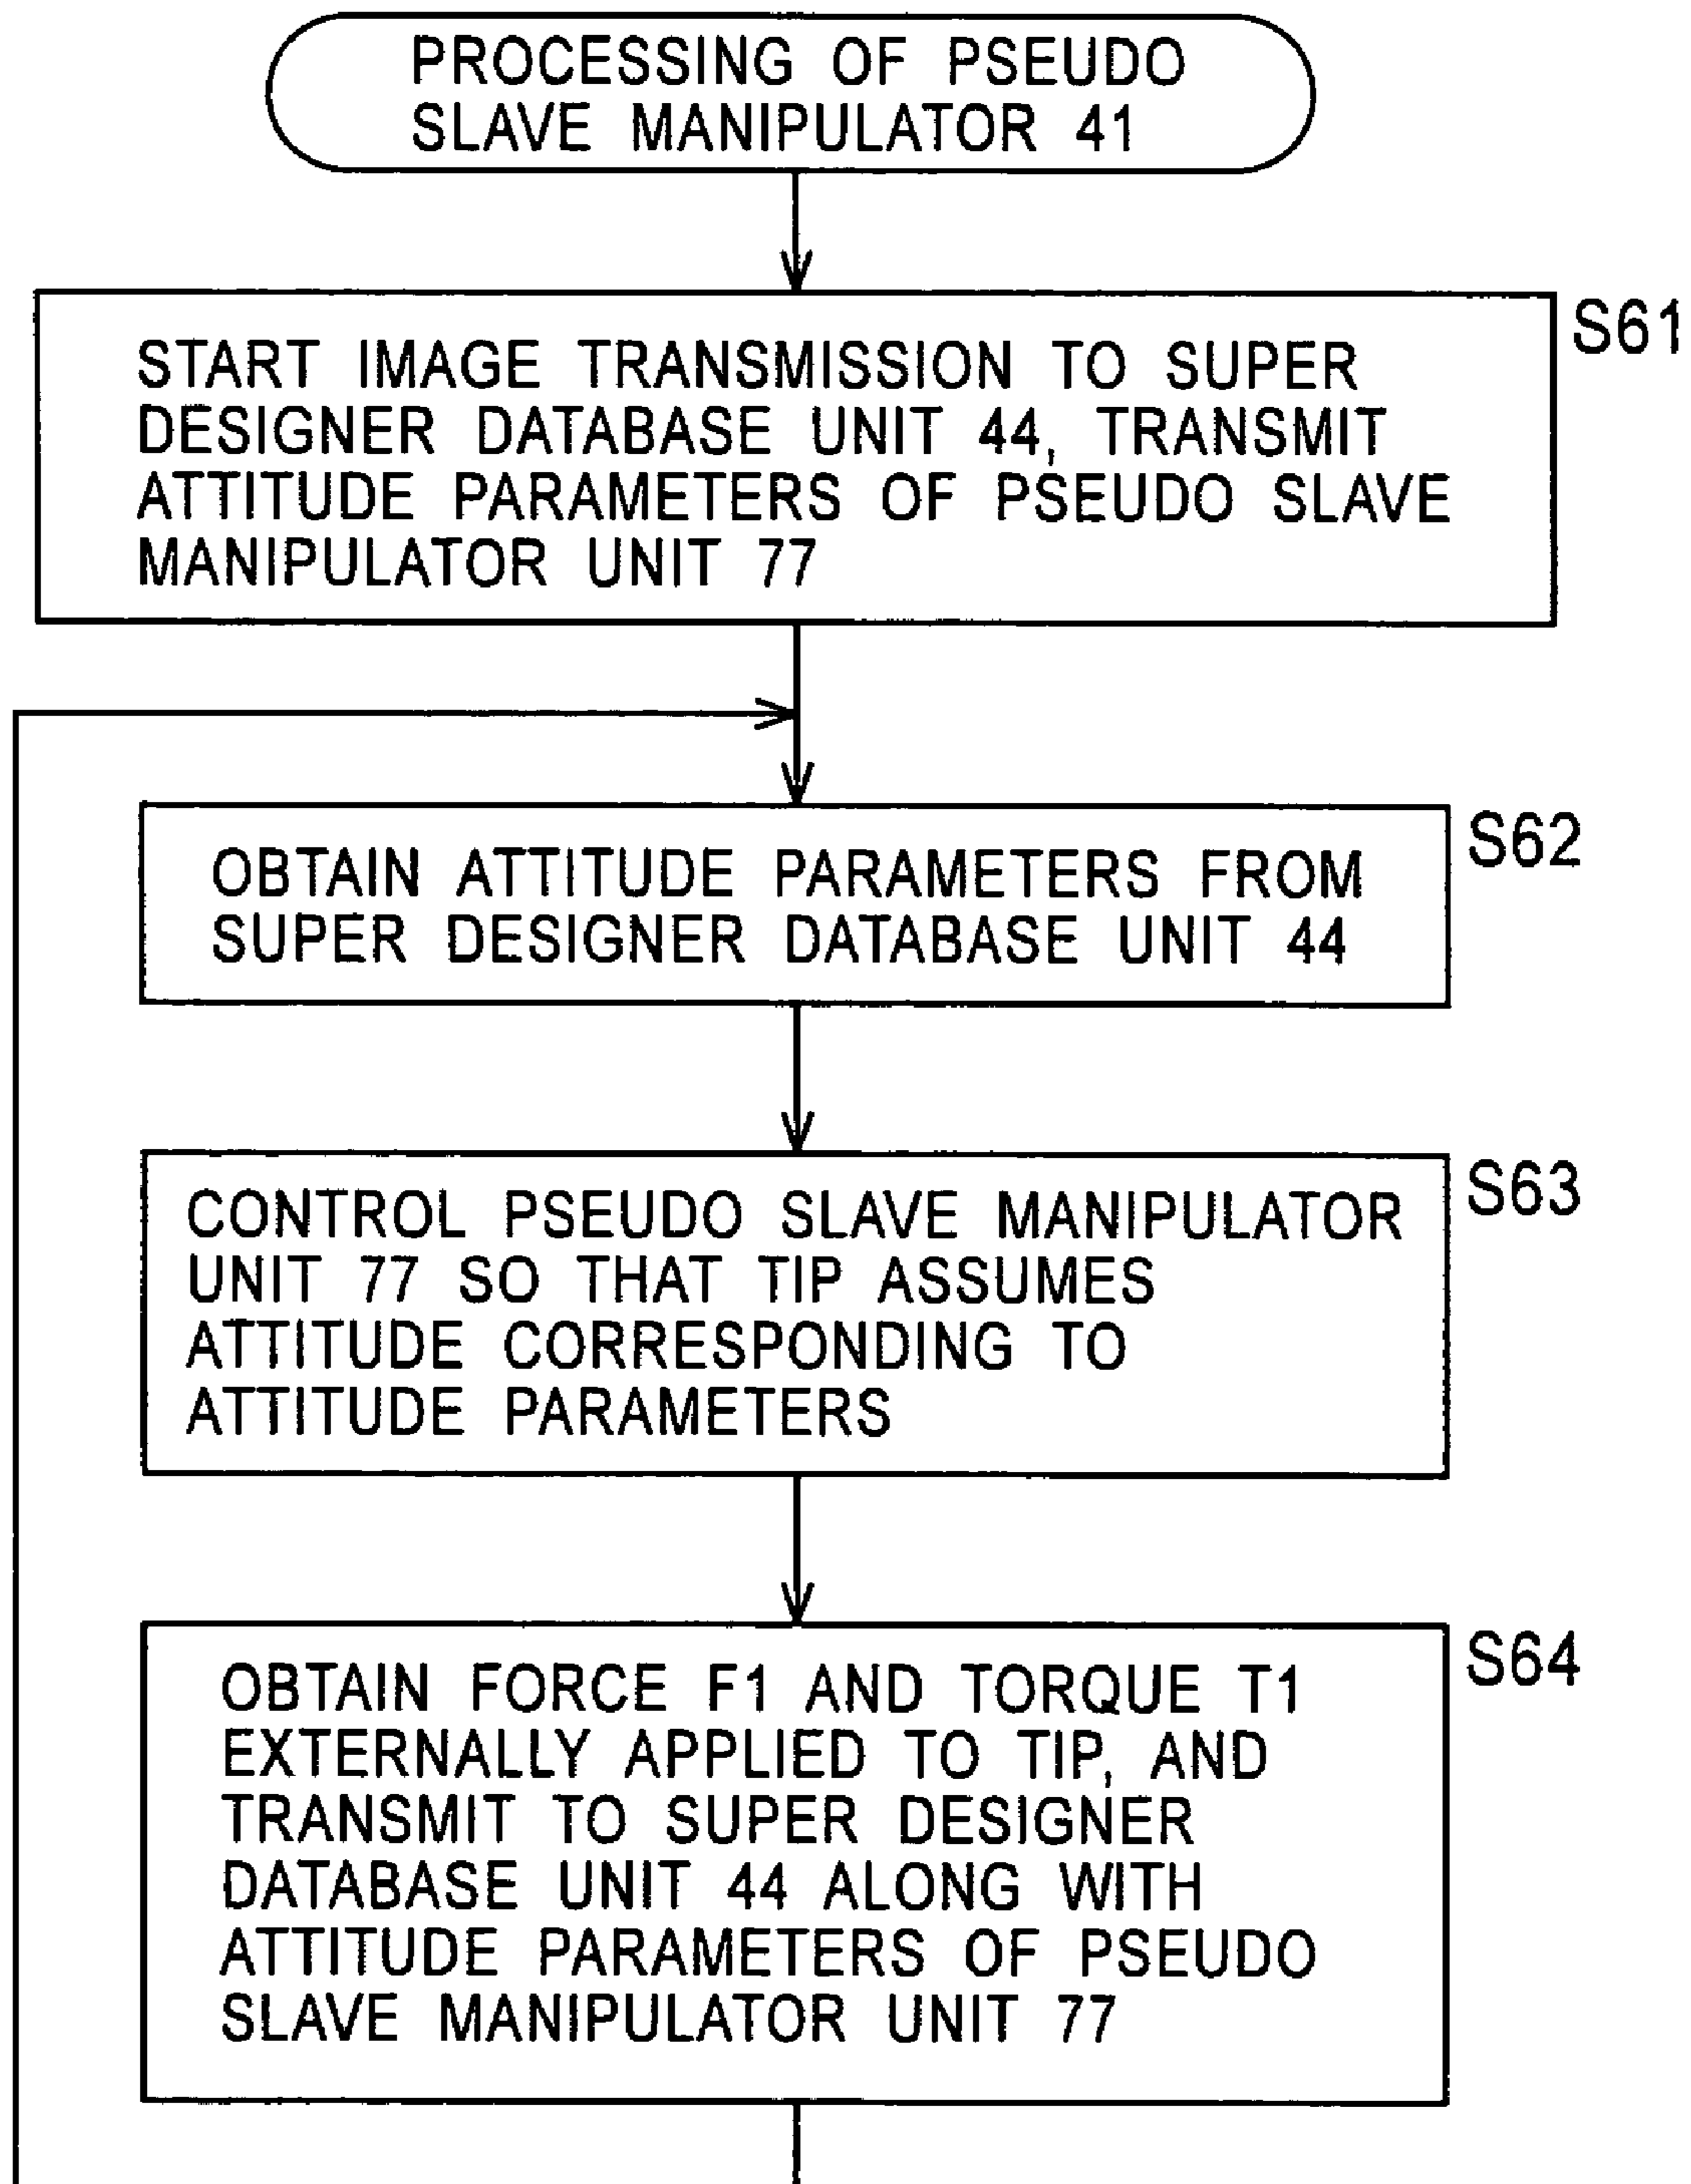 PROCESSING OF PSEUDO
SLAVE MANIPULATOR 41
S61
START IMAGE TRANSMISSION TO SUPER
DESIGNER DATABASE UNIT 44, TRANSMIT
ATTITUDE PARAMETERS OF PSEUDO SLAVE
MANIPULATOR UNIT 77
S62
OBTAIN ATTITUDE PARAMETERS FROM
SUPER DESIGNER DATABASE UNIT 44
S63
CONTROL PSEUDO SLAVE MANIPULATOR
UNIT 77 SO THAT TIP ASSUMES
ATTITUDE CORRESPONDING TO
ATTITUDE PARAMETERS
S64
OBTAIN FORCE F1 AND TORQUE T1
EXTERNALLY APPLIED TO TIP, AND
TRANSMIT TO SUPER DESIGNER
DATABASE UNIT 44 ALONG WITH
ATTITUDE PARAMETERS OF PSEUDO
SLAVE MANIPULATOR UNIT 77